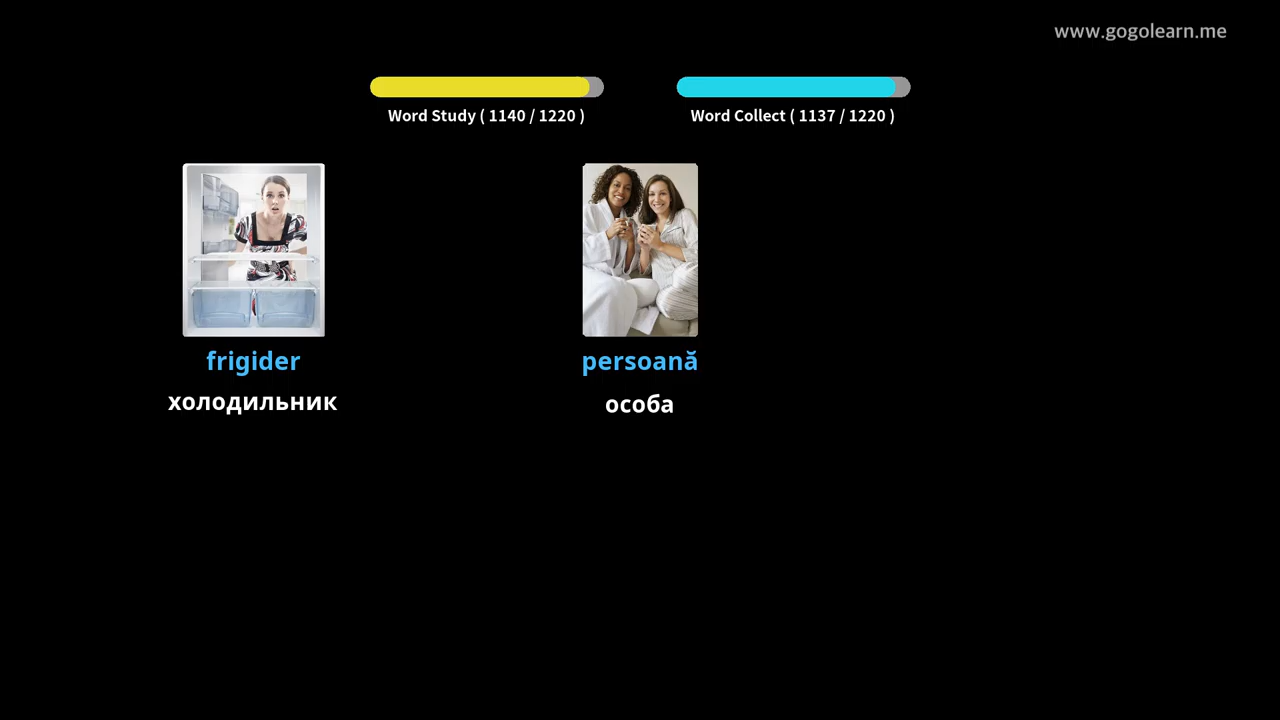 www.gogolearn.me
Word Study ( 1140 / 1220 )
Word Collect ( 1137 / 1220 )
frigider
persoană
холодильник
особа